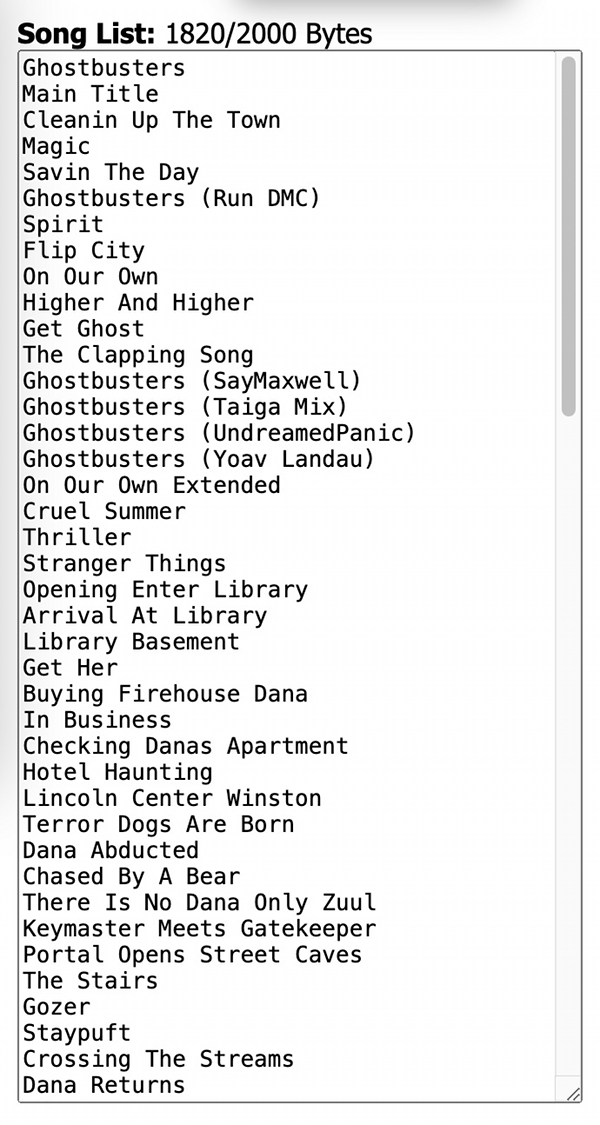 Song List: 1820/2000 Bytes
Ghostbusters
Main Title
Cleanin Up The Town
Magic
Savin The Day
Ghostbusters (Run DMC)
Spirit
Flip City
On Our Own
Higher And Higher
Get Ghost
The Clapping Song
Ghostbusters (SayMaxwell)
Ghostbusters (Taiga Mix)
Ghostbusters (UndreamedPanic)
Ghostbusters (Yoav Landau)
On Our Own Extended
Cruel Summer
Thriller
Stranger Things
Opening Enter Library
Arrival At Library
Library Basement
Get Her
Buying Firehouse Dana
In Business
Checking Danas Apartment
Hotel Haunting
Lincoln Center Winston
Terror Dogs Are Born
Dana Abducted
Chased By A Bear
There Is No Dana Only Zuul
Keymaster Meets Gatekeeper
Portal Opens Street Caves
The Stairs
Gozer
Staypuft
Crossing The Streams
Dana Returns